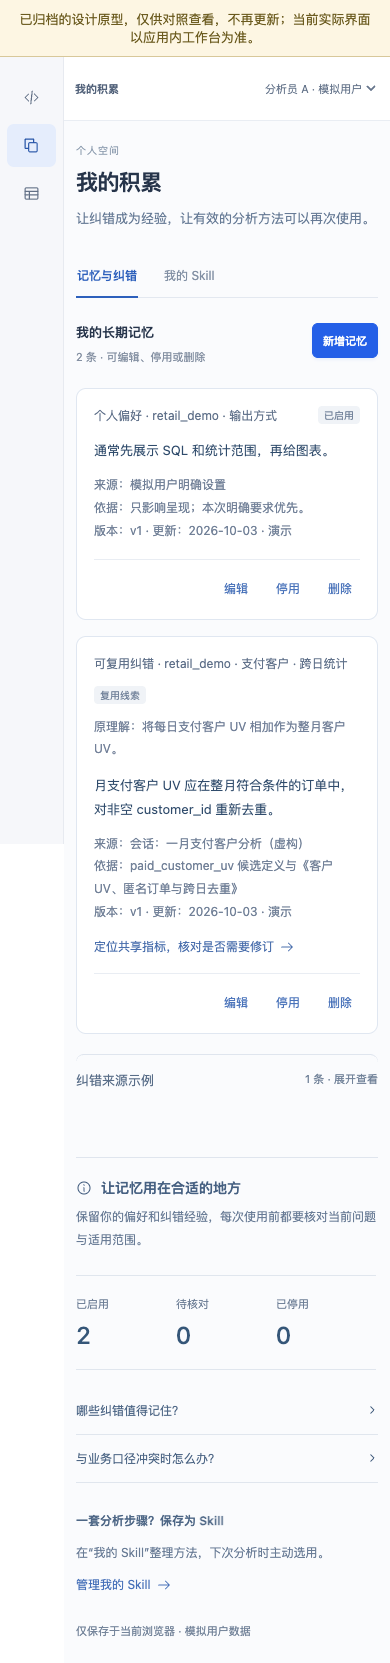 已归档的设计原型，仅供对照查看，不再更新；当前实际界面
以应用内工作台为准。
我的积累
分析员 A · 模拟用户
个人空间
我的积累
让纠错成为经验，让有效的分析方法可以再次使用。
记忆与纠错
我的 Skill
我的长期记忆
2 条 · 可编辑、停用或删除
新增记忆
个人偏好 · retail_demo · 输出方式
已启用
通常先展示 SQL 和统计范围，再给图表。
来源：模拟用户明确设置
依据：只影响呈现；本次明确要求优先。
版本：v1 · 更新：2026-10-03 · 演示
编辑
停用
删除
可复用纠错 · retail_demo · 支付客户 · 跨日统计
复用线索
原理解：将每日支付客户 UV 相加作为整月客户
UV。
月支付客户 UV 应在整月符合条件的订单中，
对非空 customer_id 重新去重。
来源：会话：一月支付客户分析（虚构）
依据：paid_customer_uv 候选定义与《客户
UV、匿名订单与跨日去重》
版本：v1 · 更新：2026-10-03 · 演示
定位共享指标，核对是否需要修订 →
编辑
停用
删除
纠错来源示例
1 条 · 展开查看
让记忆用在合适的地方
保留你的偏好和纠错经验，每次使用前都要核对当前问题
与适用范围。
已启用
待核对
已停用
2
0
0
哪些纠错值得记住？
与业务口径冲突时怎么办？
一套分析步骤？保存为 Skill
在“我的 Skill”整理方法，下次分析时主动选用。
管理我的 Skill →
仅保存于当前浏览器 · 模拟用户数据